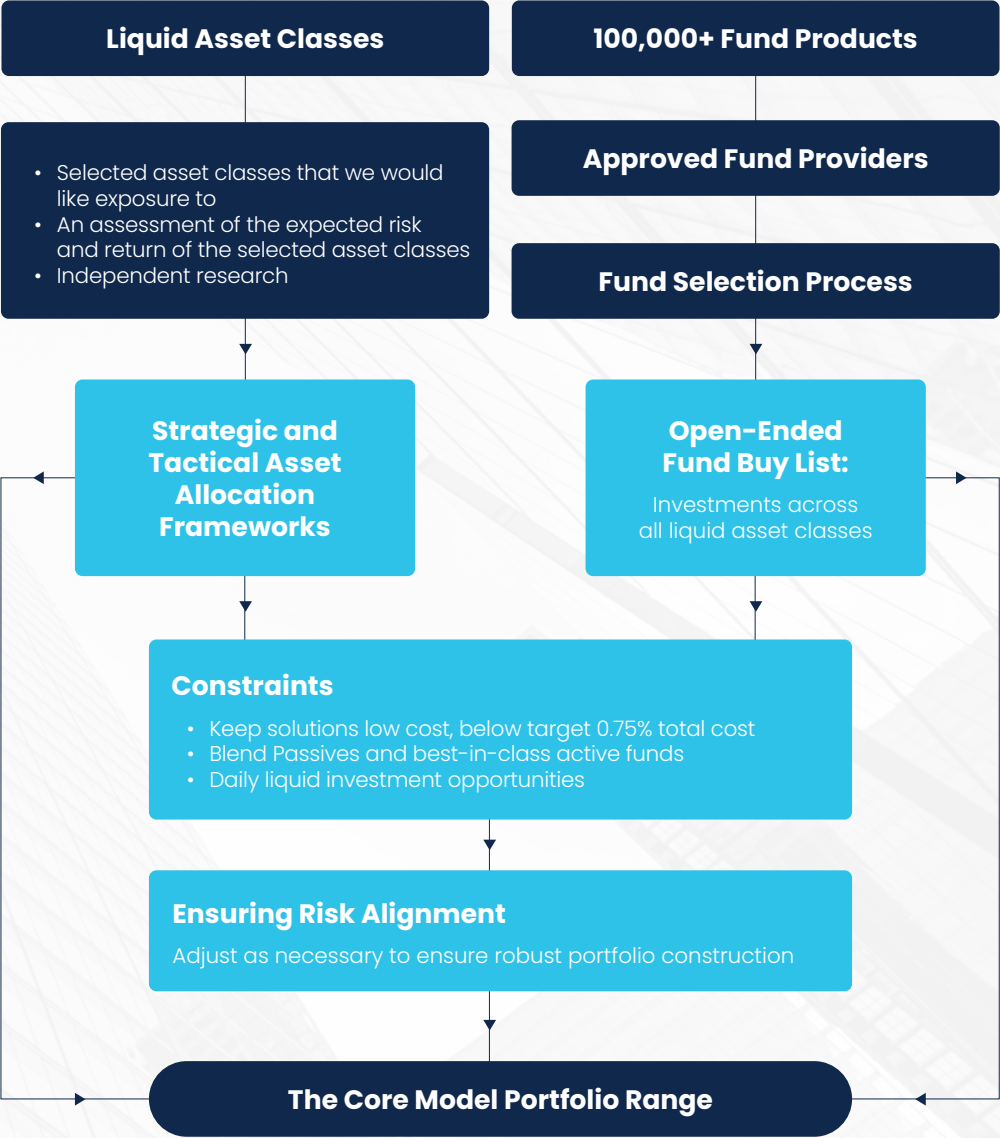 Liquid Asset Classes
100,000+ Fund Products
• Selected asset classes that we would
like exposure to
• An assessment of the expected risk
and return of the selected asset classes
• Independent research
Approved Fund Providers
Fund Selection Process
Strategic and
Tactical Asset
Allocation
Frameworks
Open-Ended
Fund Buy List:
Investments across
all liquid asset classes
Constraints
• Keep solutions low cost, below target 0.75% total cost
• Blend Passives and best-in-class active funds
• Daily liquid investment opportunities
Ensuring Risk Alignment
Adjust as necessary to ensure robust portfolio construction
The Core Model Portfolio Range